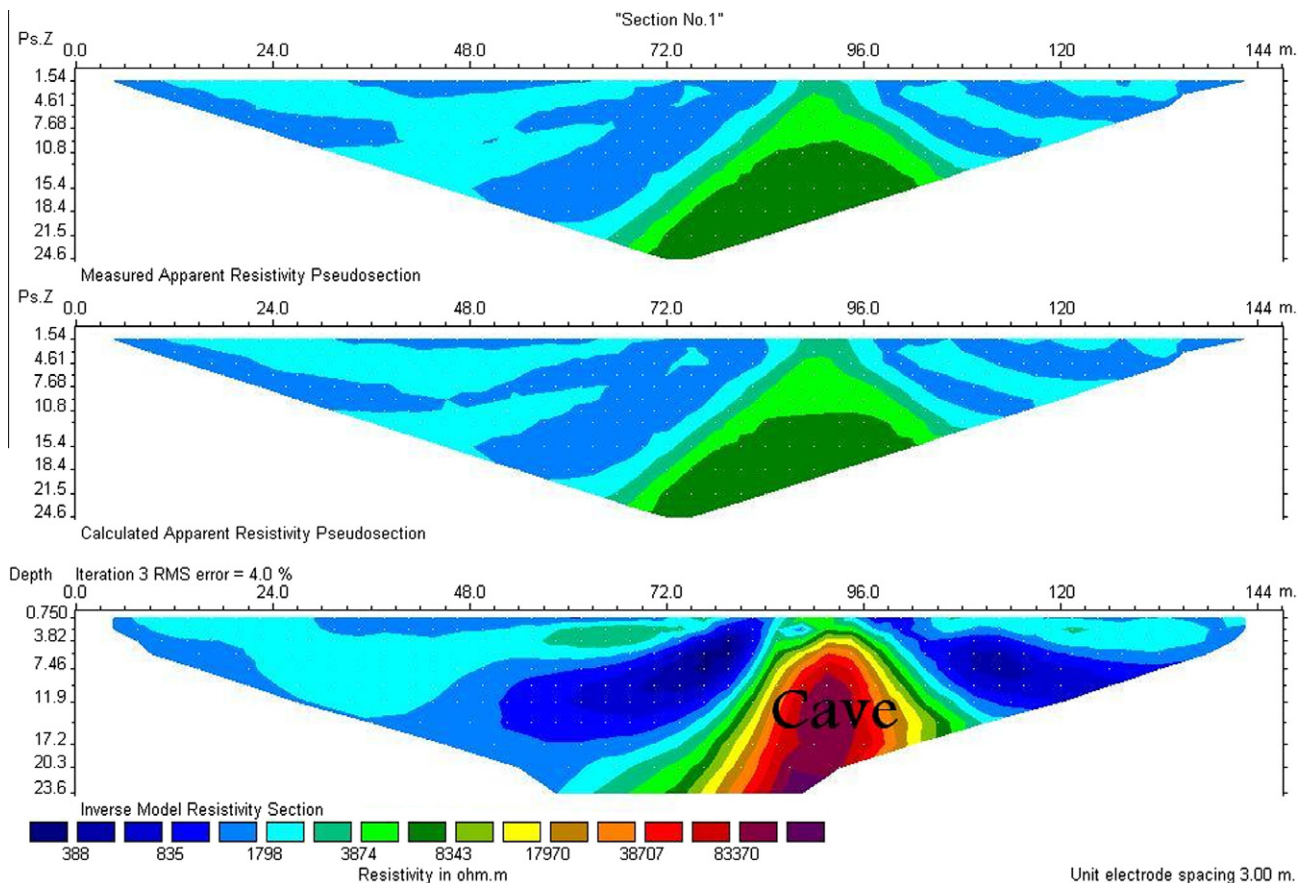 "Section No.1"
Ps.Z 0.0 24.0 48.0 72.0 96.0 120 144 m.
1.54
4.61
7.68
10.8
15.4
18.4
21.5
24.6
Measured Apparent Resistivity Pseudosection
Ps.Z 0.0 24.0 48.0 72.0 96.0 120 144 m.
1.54
4.61
7.68
10.8
15.4
18.4
21.5
24.6
Calculated Apparent Resistivity Pseudosection
Depth Iteration 3 RMS error = 4.0 %
0.0 24.0 48.0 72.0 96.0 120 144 m.
0.750
3.82
7.46
11.9
Cave
17.2
20.3
23.6
Inverse Model Resistivity Section
388 835 1798 3874 8343 17970 38707 83370
Resistivity in ohm.m
Unit electrode spacing 3.00 m.